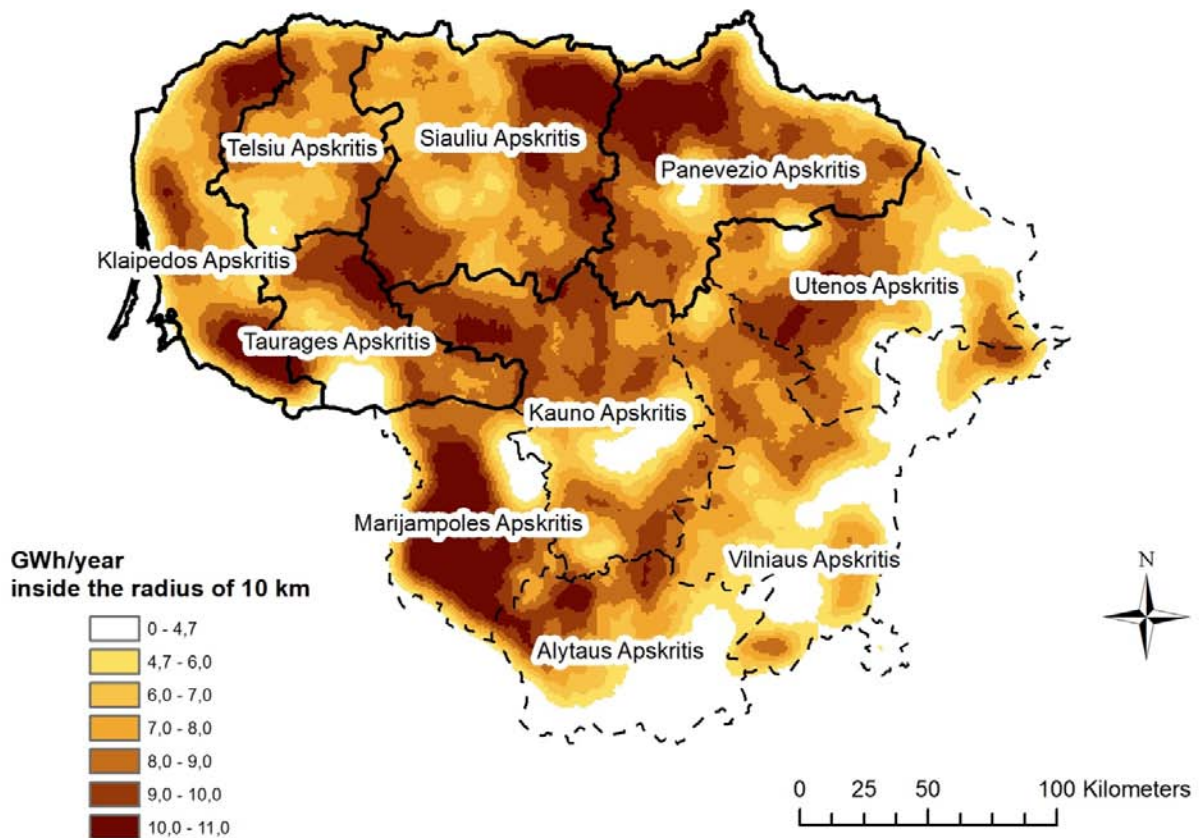 Telsiu Apskritis
Siauliu Apskritis
Panevezio Apskritis
Klaipedos Apskritis
Utenos Apskritis
Taurages Apskritis
Kauno Apskritis
Marijampoles Apskritis
Vilniaus Apskritis
Alytaus Apskritis
GWh/year
inside the radius of 10 km
0 - 4,7
4,7 - 6,0
6,0 - 7,0
7,0 - 8,0
8,0 - 9,0
9,0 - 10,0
10,0 - 11,0
N
0 25 50 100 Kilometers